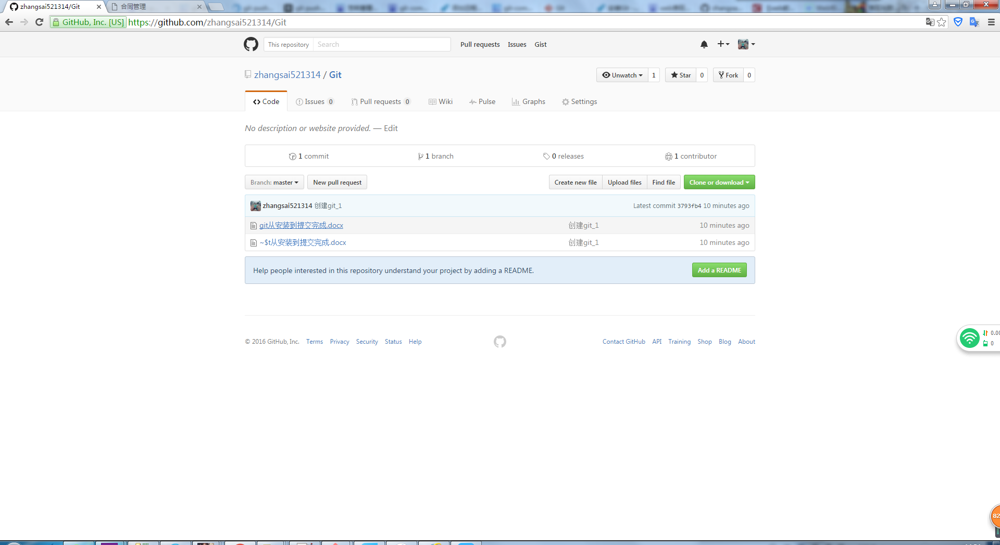 zhangsai521314/Git
合同管理
GitHub, Inc. [US] https://github.com/zhangsai521314/Git
This repository Search Pull requests Issues Gist
zhangsai521314 / Git Unwatch 1 Star 0 Fork 0
Code Issues 0 Pull requests 0 Wiki Pulse Graphs Settings
No description or website provided. — Edit
1 commit 1 branch 0 releases 1 contributor
Branch: master New pull request Create new file Upload files Find file Clone or download
zhangsai521314 创建git_1 Latest commit 3793fb4 10 minutes ago
git从安装到提交完成.docx 创建git_1 10 minutes ago
~$t从安装到提交完成.docx 创建git_1 10 minutes ago
Help people interested in this repository understand your project by adding a README. Add a README
© 2016 GitHub, Inc. Terms Privacy Security Status Help Contact GitHub API Training Shop Blog About
0.00
0
82